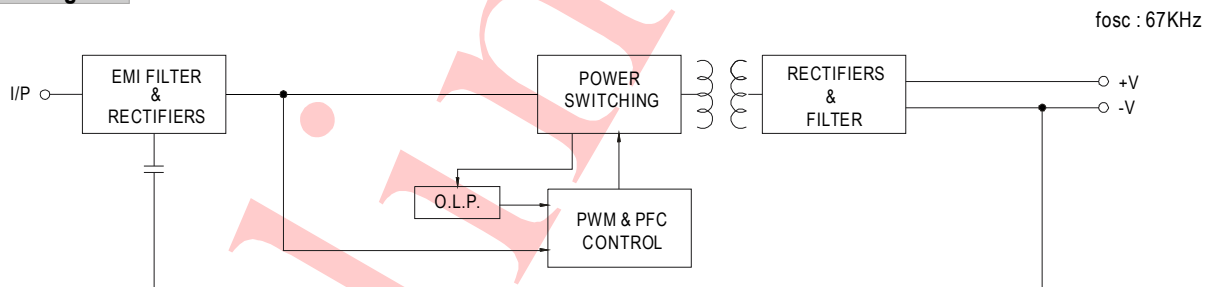 fosc : 67KHz
I/P
EMI FILTER
&
RECTIFIERS
POWER
SWITCHING
RECTIFIERS
&
FILTER
+V
-V
O.L.P.
PWM & PFC
CONTROL